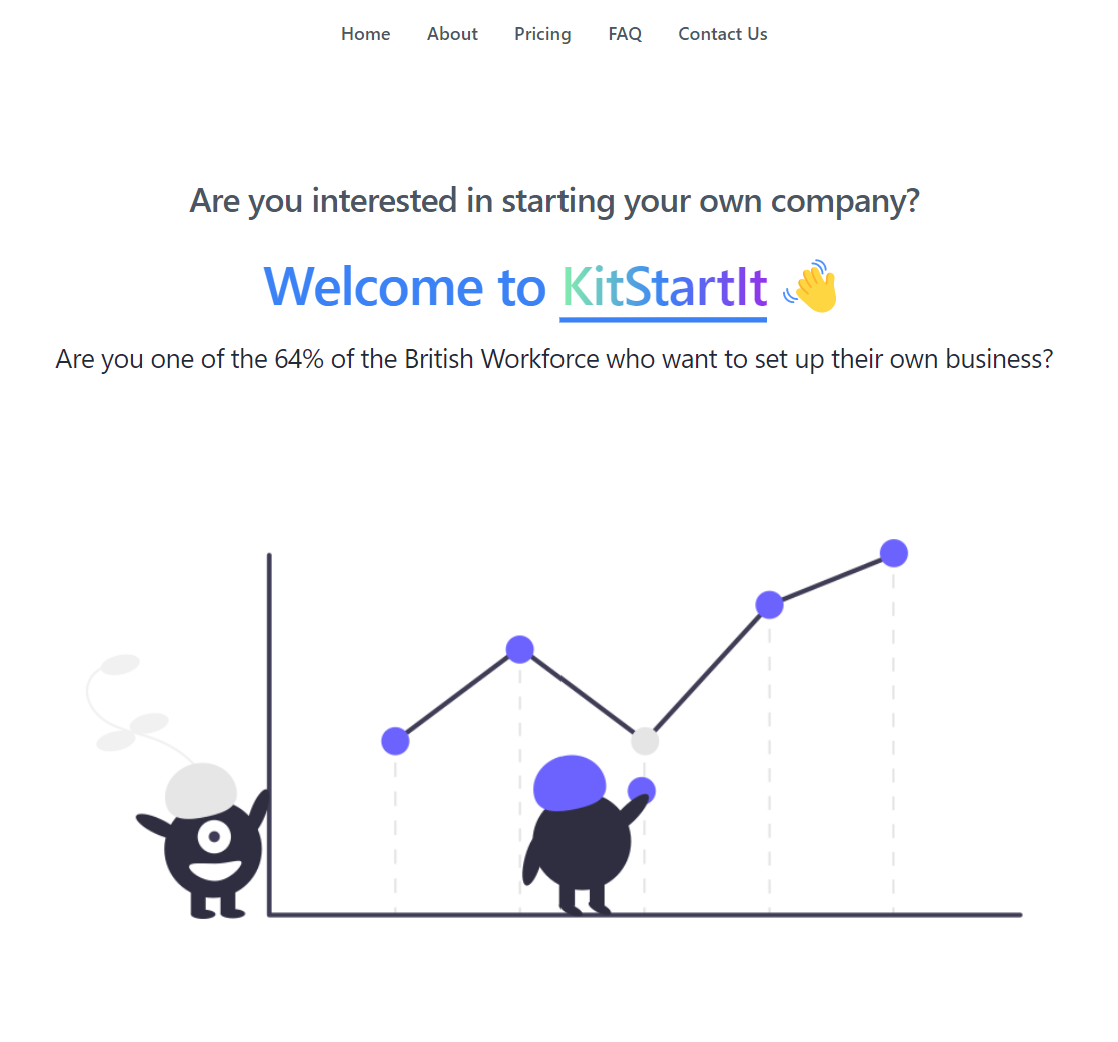 Home About Pricing FAQ Contact Us
Are you interested in starting your own company?
Welcome to KitStartIt 👋
Are you one of the 64% of the British Workforce who want to set up their own business?